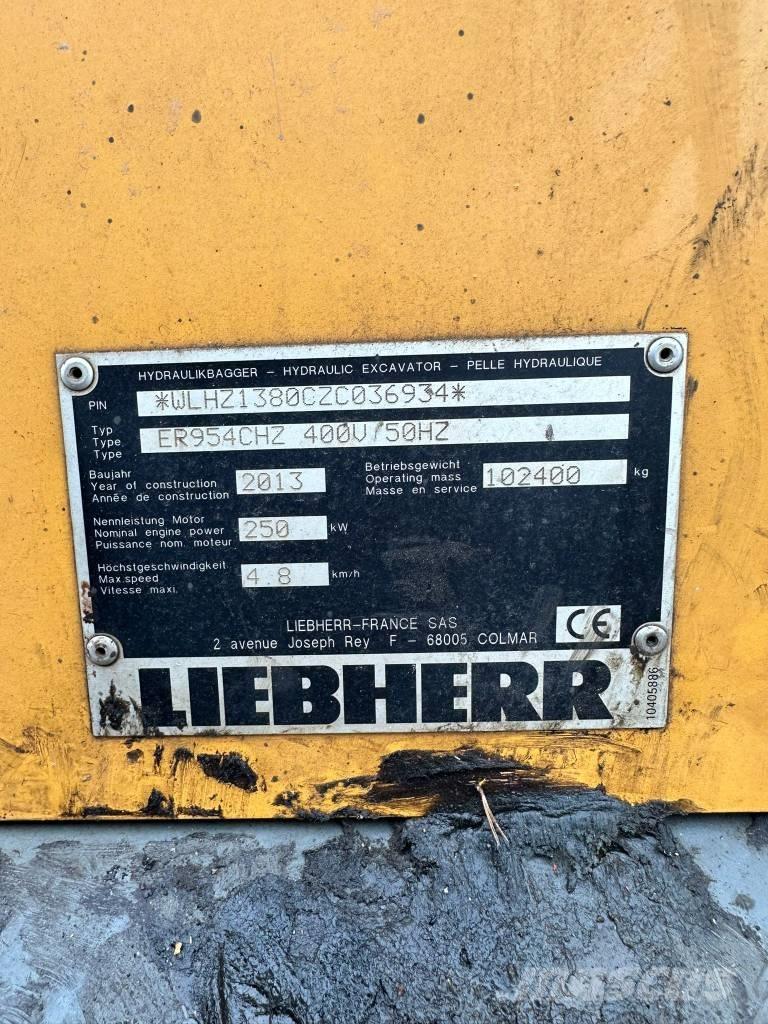 HYDRAULIKBAGGER - HYDRAULIC EXCAVATOR - PELLE HYDRAULIQUE
PIN *WLHZ1380CZC036934*
Typ
Type
Type
ER954CHZ 400V/50HZ
Baujahr
Year of construction
Année de construction
2013
Betriebsgewicht
Operating mass
Masse en service
102400 kg
Nennleistung Motor
Nominal engine power
Puissance nom. moteur
250 kW
Höchstgeschwindigkeit
Max.speed
Vitesse maxi.
4.8 km/h
LIEBHERR-FRANCE SAS
2 avenue Joseph Rey F - 68005 COLMAR
CE
LIEBHERR
10405886